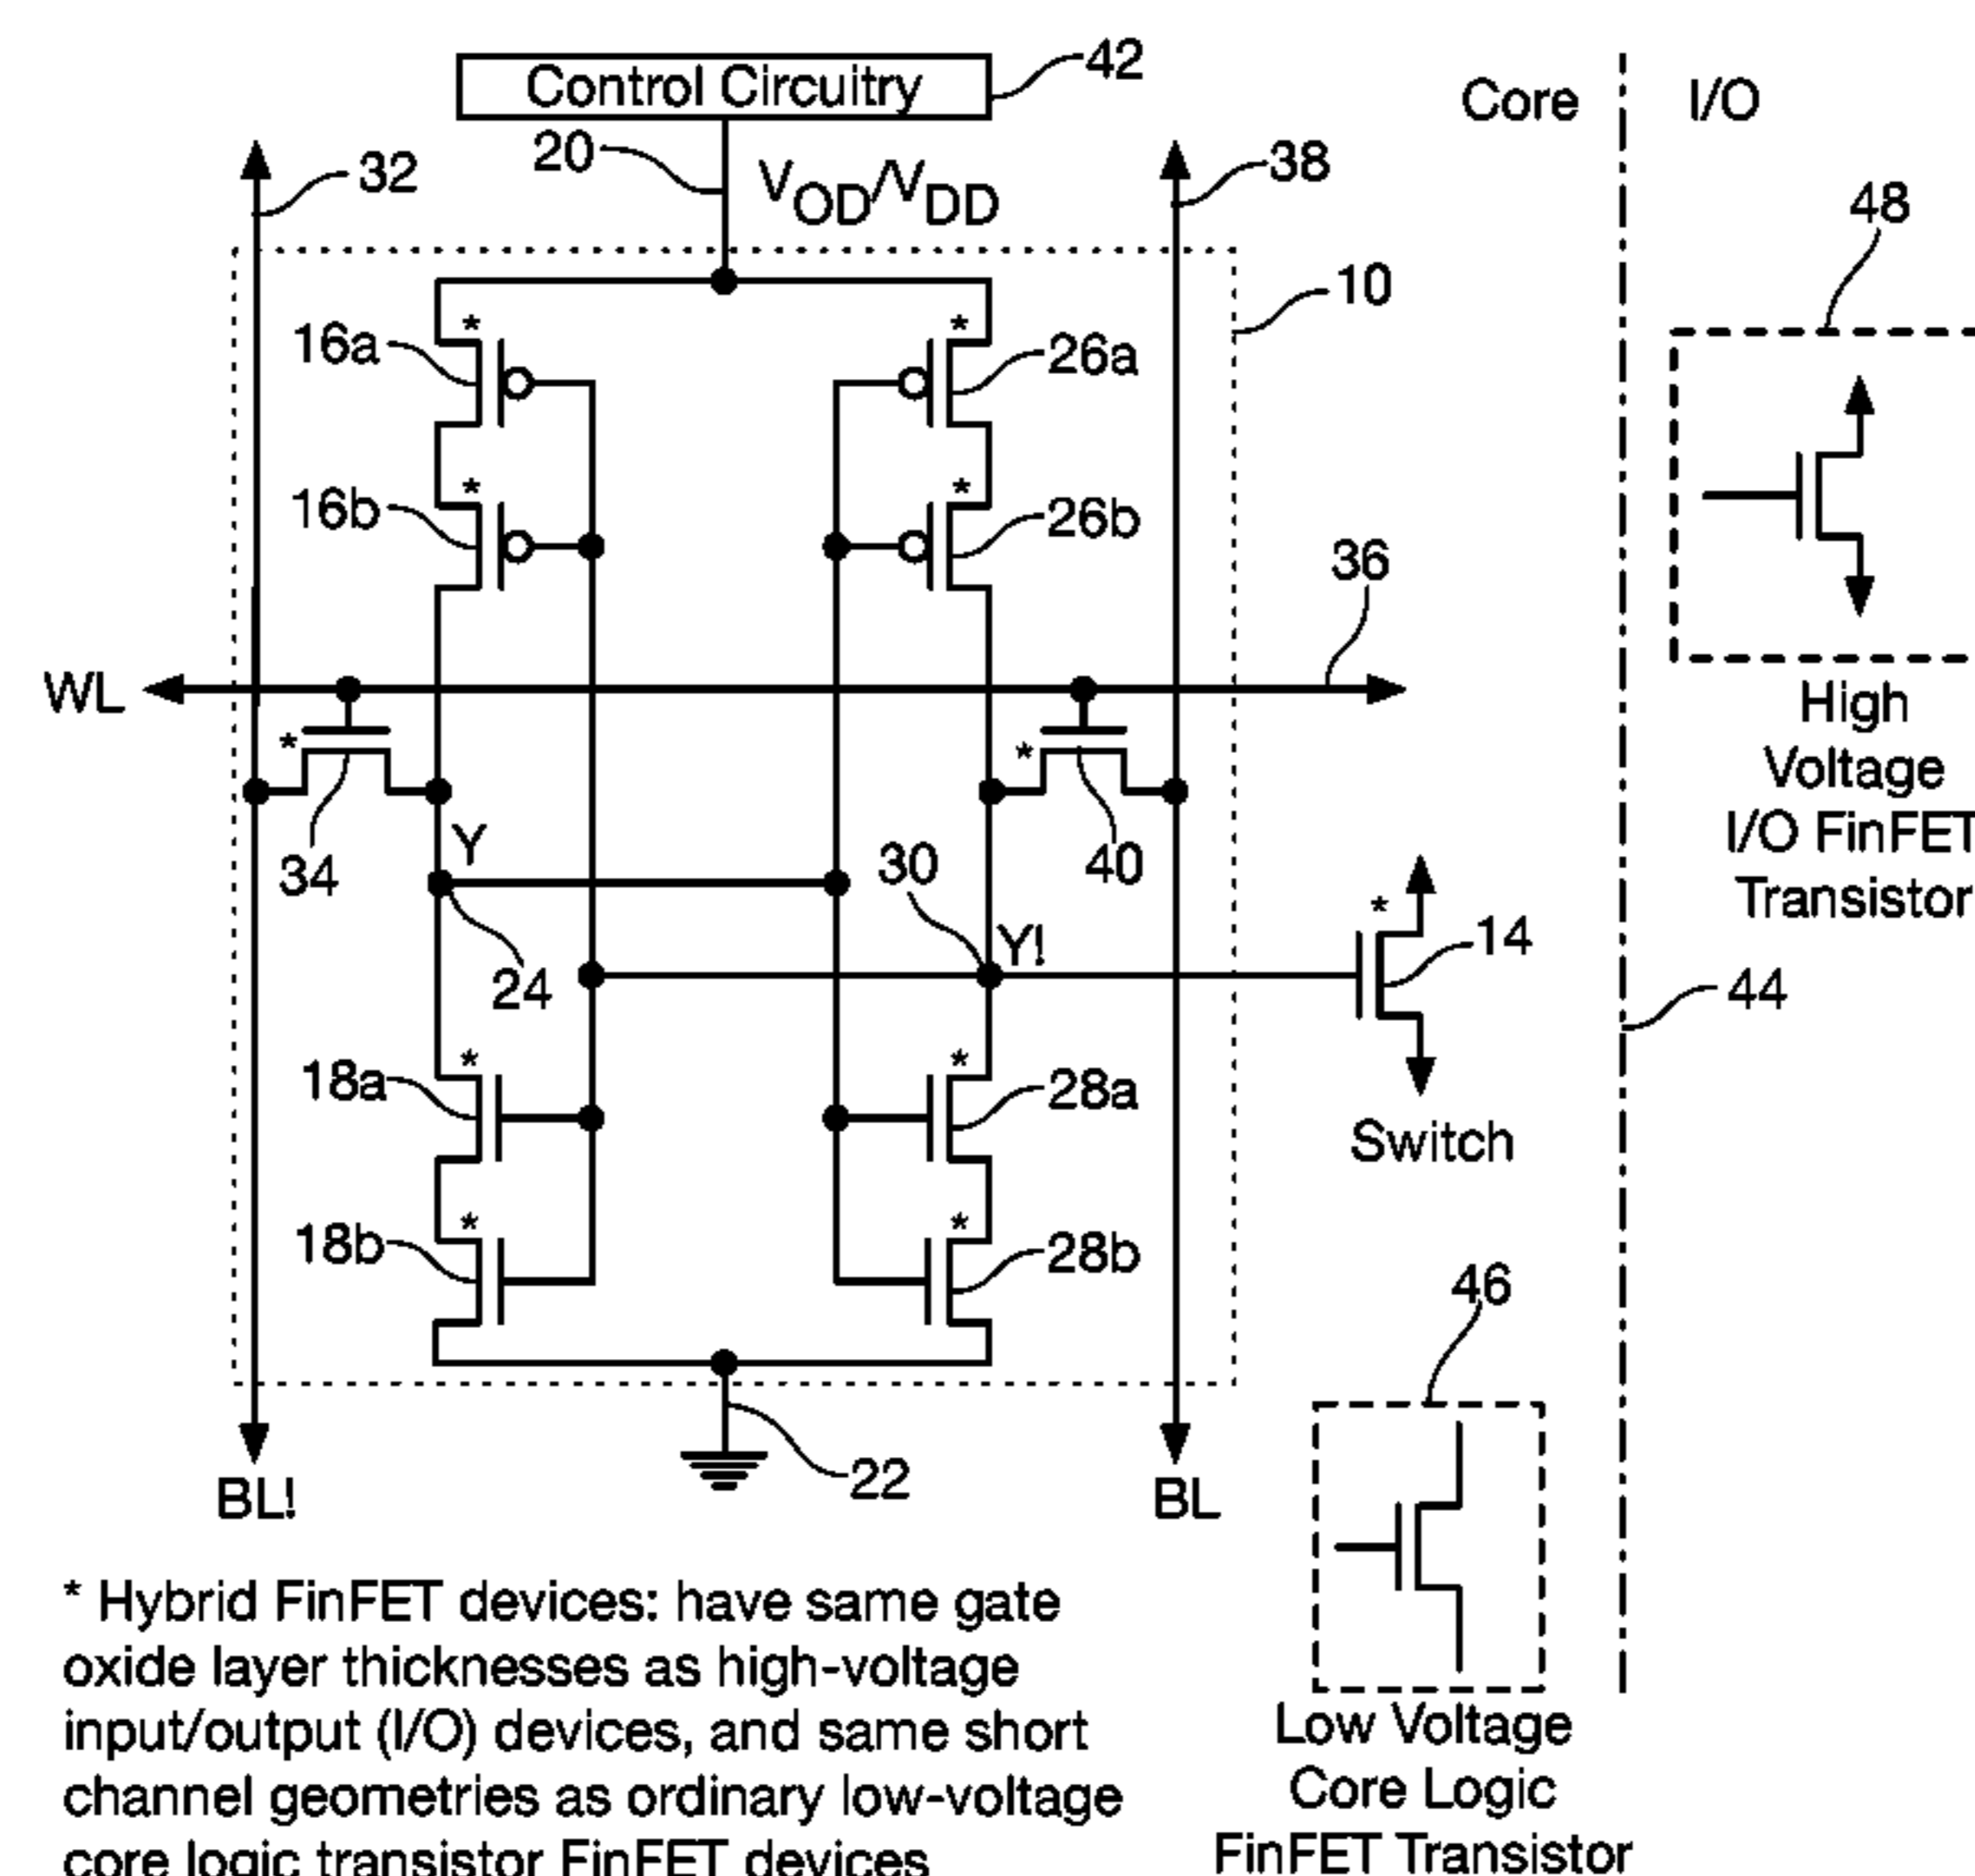 Control Circuitry
42
Core
I/O
20
VOD/VDD
32
38
48
10
16a
*
*
26a
16b
*
*
26b
36
WL
*
*
34
40
High
Voltage
I/O FinFET
Transistor
Y
30
24
Y!
*
14
44
18a
*
*
28a
Switch
18b
*
*
28b
46
22
BL!
BL
* Hybrid FinFET devices: have same gate
oxide layer thicknesses as high-voltage
input/output (I/O) devices, and same short
channel geometries as ordinary low-voltage
core logic transistor FinFET devices
Low Voltage
Core Logic
FinFET Transistor